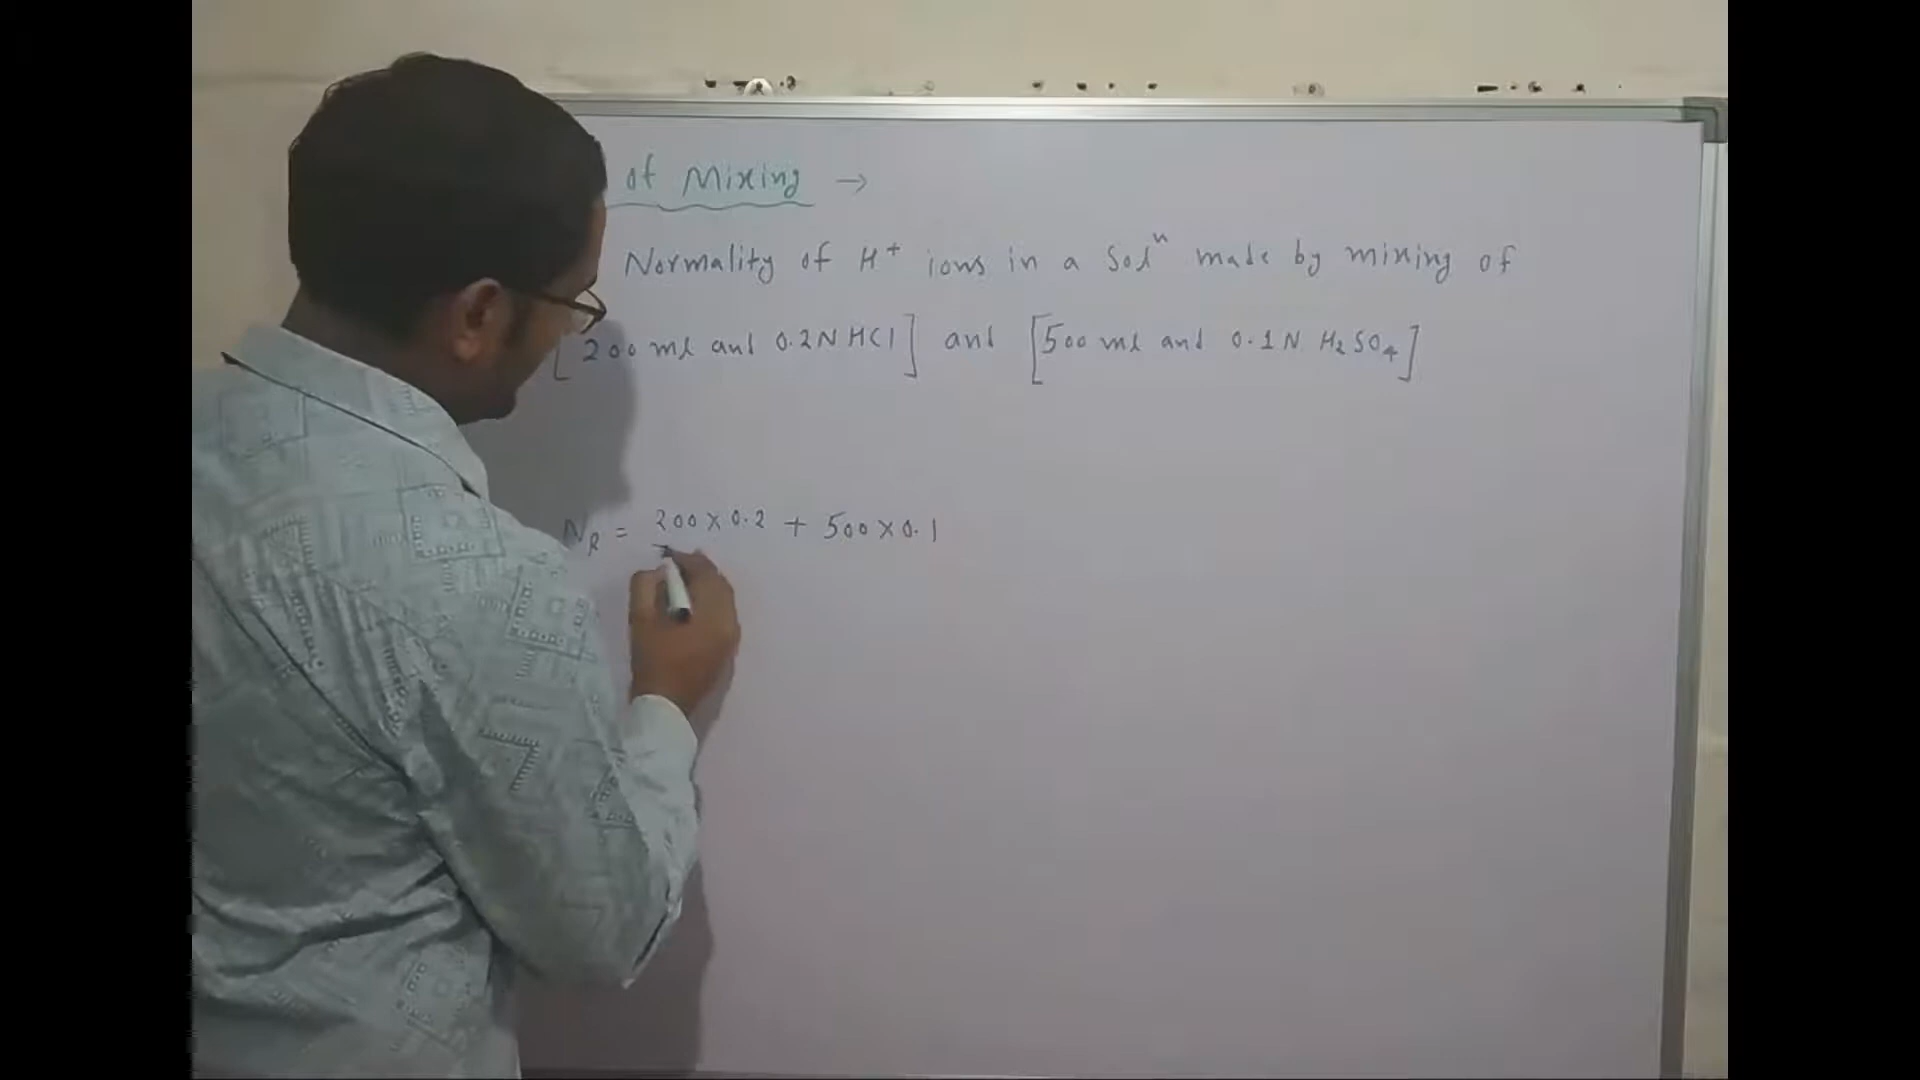 of Mixing →
Normality of H⁺ ions in a Solⁿ made by mixing of
[200 ml and 0.2N HCl] and [500 ml and 0.1N H₂SO₄]
N_R = 200 × 0.2 + 500 × 0.1